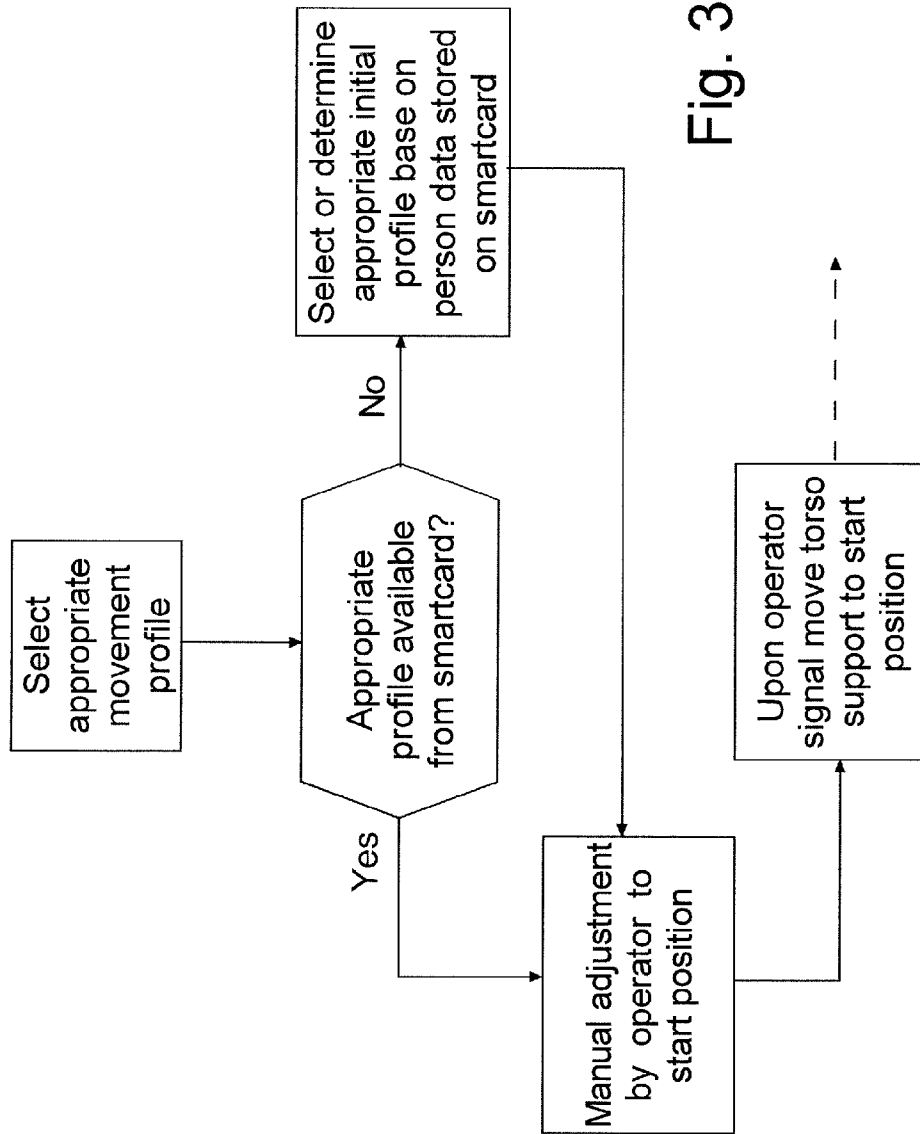 Select
appropriate
movement
profile
Appropriate
profile available
from smartcard?
No
Select or determine
appropriate initial
profile base on
person data stored
on smartcard
Yes
Manual adjustment
by operator to
start position
Upon operator
signal move torso
support to start
position
Fig. 3